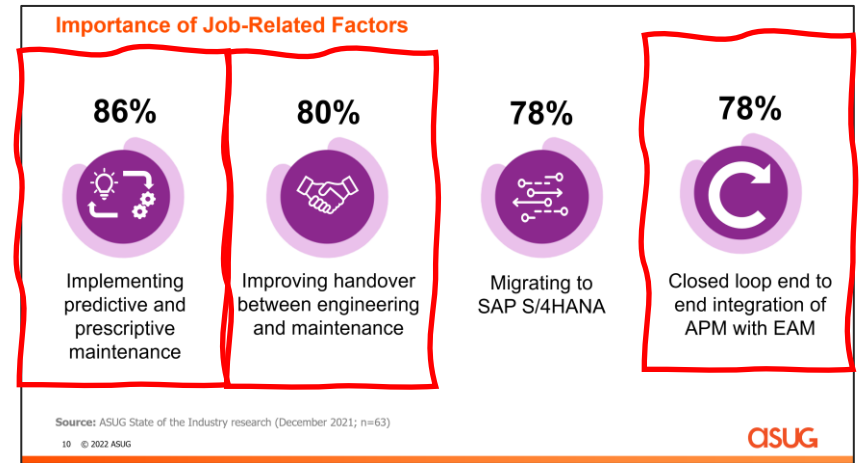 Importance of Job-Related Factors
86%
Implementing
predictive and
prescriptive
maintenance
80%
Improving handover
between engineering
and maintenance
78%
Migrating to
SAP S/4HANA
78%
Closed loop end to
end integration of
APM with EAM
Source: ASUG State of the Industry research (December 2021; n=63)
10 © 2022 ASUG
asug